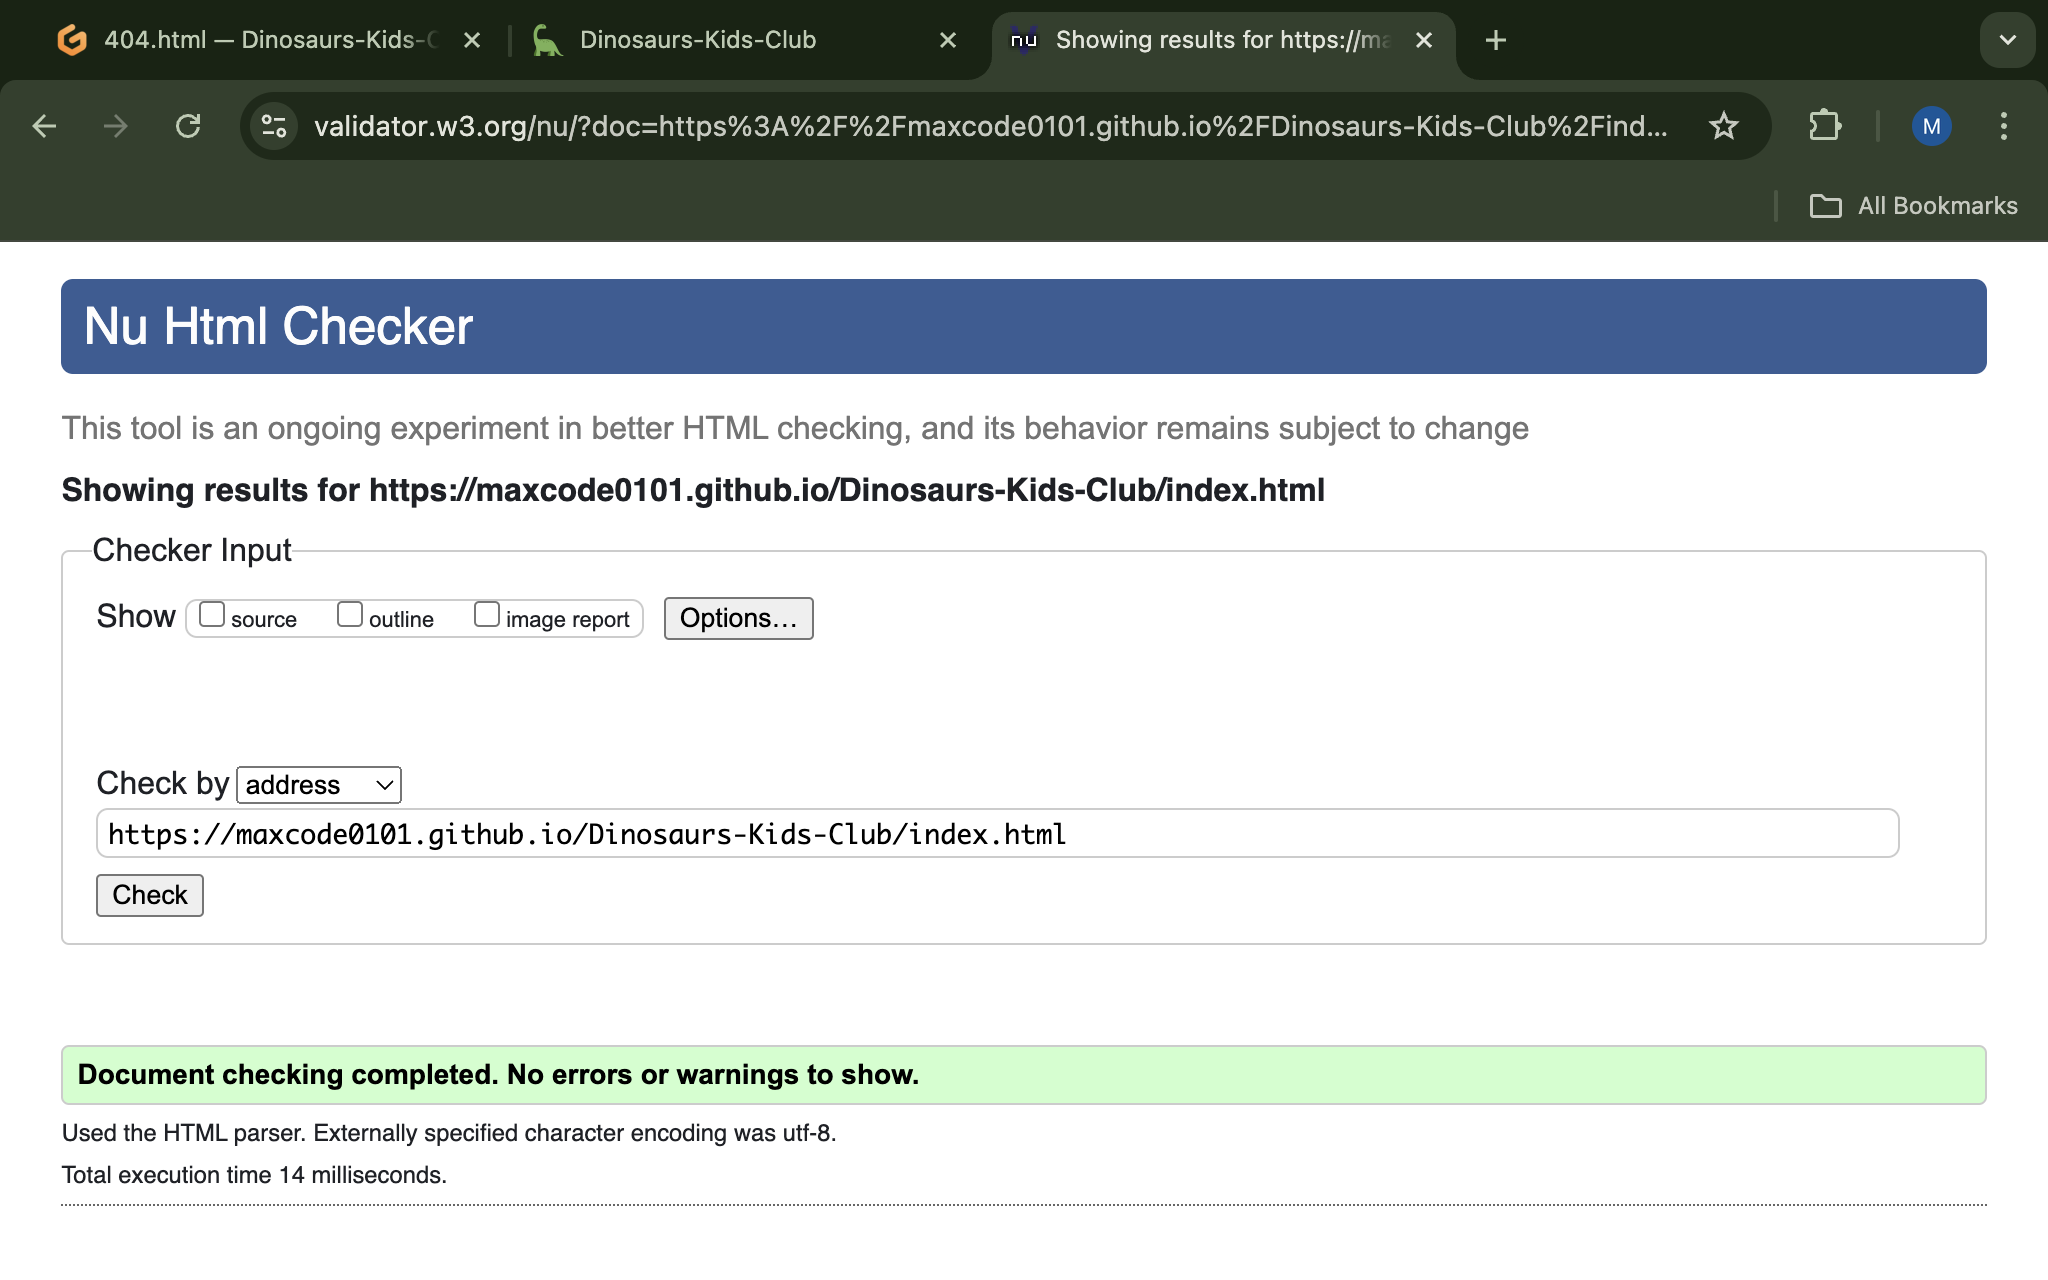 404.html — Dinosaurs-Kids-C
Dinosaurs-Kids-Club
nu
Showing results for https://ma
validator.w3.org/nu/?doc=https%3A%2F%2Fmaxcode0101.github.io%2FDinosaurs-Kids-Club%2Find...
M
All Bookmarks
Nu Html Checker
This tool is an ongoing experiment in better HTML checking, and its behavior remains subject to change
Showing results for https://maxcode0101.github.io/Dinosaurs-Kids-Club/index.html
Checker Input
Show source outline image report Options...
Check by address
https://maxcode0101.github.io/Dinosaurs-Kids-Club/index.html
Check
Document checking completed. No errors or warnings to show.
Used the HTML parser. Externally specified character encoding was utf-8.
Total execution time 14 milliseconds.